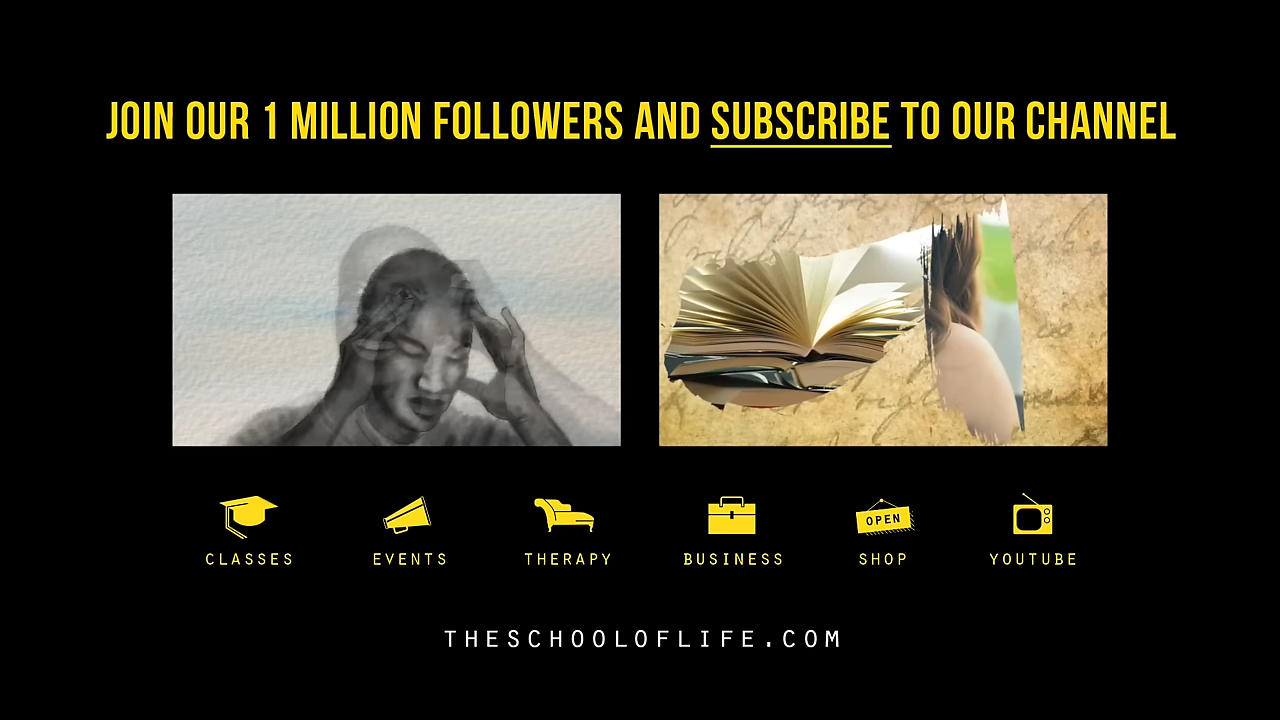 JOIN OUR 1 MILLION FOLLOWERS AND SUBSCRIBE TO OUR CHANNEL
OPEN
CLASSES EVENTS THERAPY BUSINESS SHOP YOUTUBE
THESCHOOLOFLIFE.COM